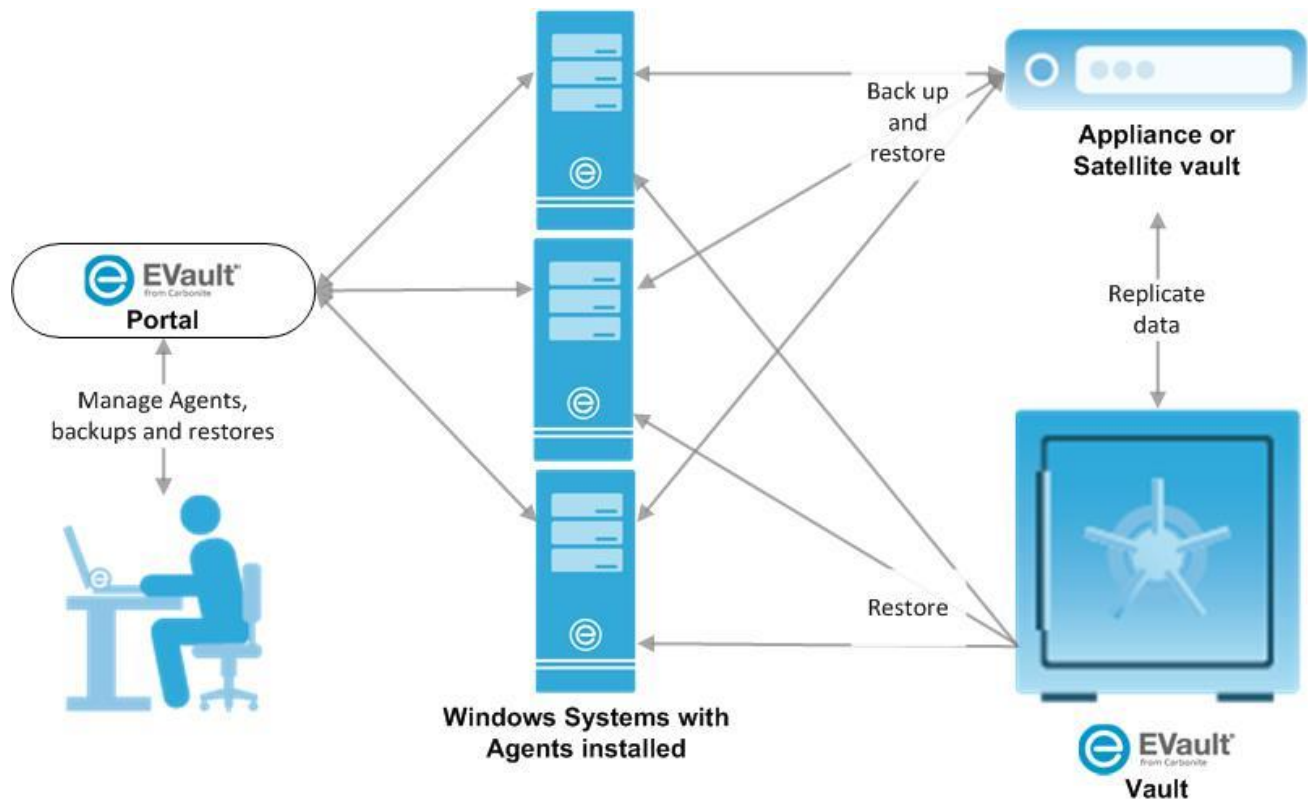 Back up
and
restore
Appliance or
Satellite vault
EVault
from Carbonite
Portal
Replicate
data
Manage Agents,
backups and restores
Restore
Windows Systems with
Agents installed
EVault
from Carbonite
Vault